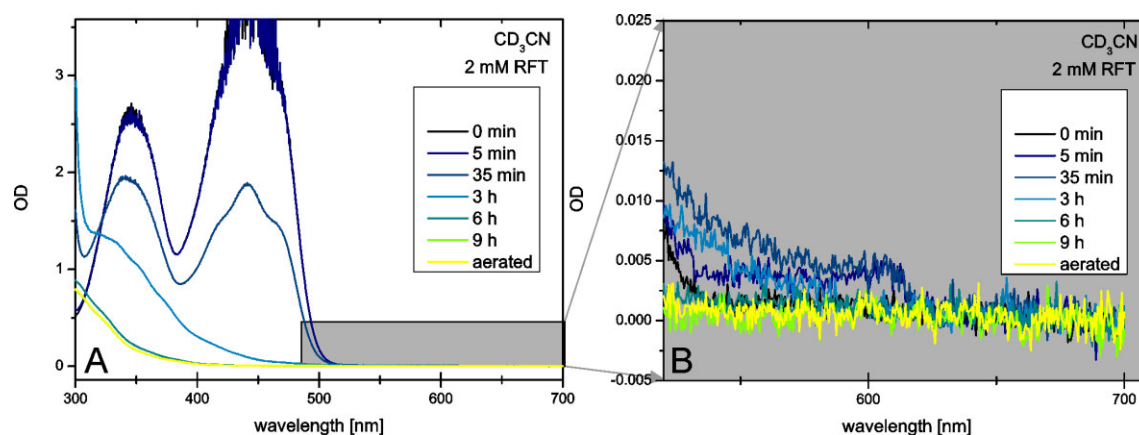 CD3CN
2 mM RFT
0 min
5 min
35 min
3 h
6 h
9 h
aerated
OD
3
2
1
0
A
300 400 500 600 700
wavelength [nm]
CD3CN
2 mM RFT
0 min
5 min
35 min
3 h
6 h
9 h
aerated
OD
0.025
0.020
0.015
0.010
0.005
0.000
-0.005
B
600 700
wavelength [nm]